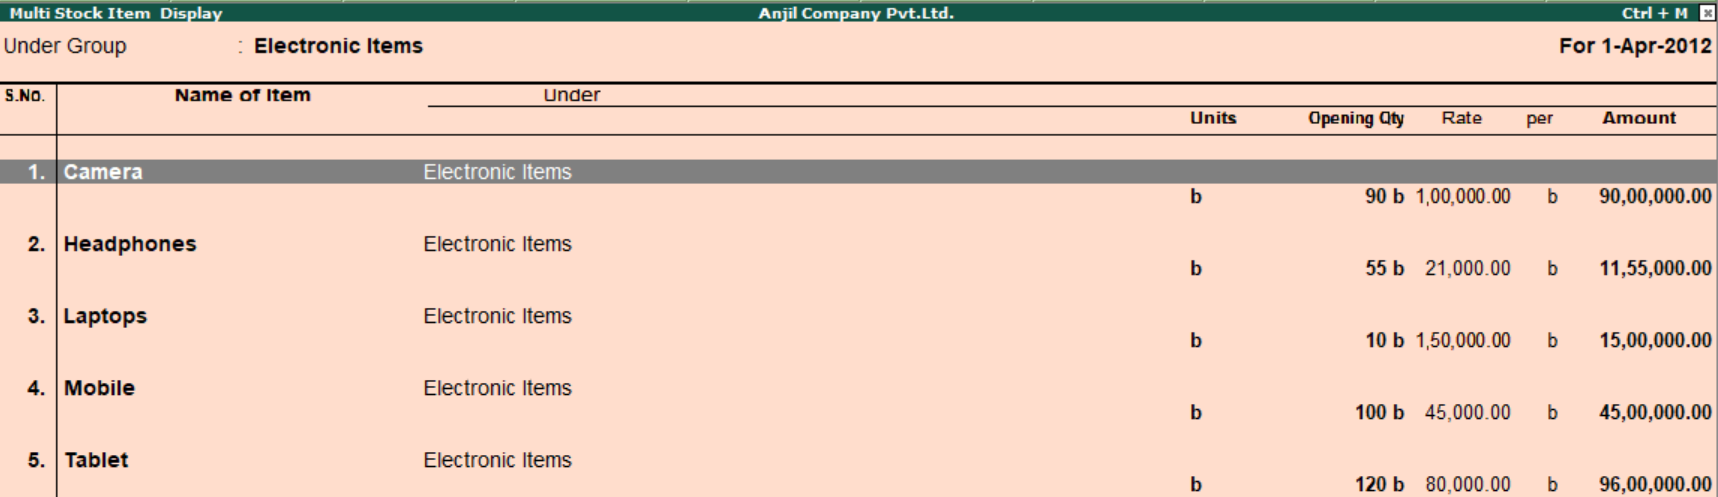 Multi Stock Item Display Anjil Company Pvt.Ltd. Ctrl + M
Under Group : Electronic Items For 1-Apr-2012
S.No. Name of Item Under
Units Opening Qty Rate per Amount
1. Camera Electronic Items
b 90 b 1,00,000.00 b 90,00,000.00
2. Headphones Electronic Items
b 55 b 21,000.00 b 11,55,000.00
3. Laptops Electronic Items
b 10 b 1,50,000.00 b 15,00,000.00
4. Mobile Electronic Items
b 100 b 45,000.00 b 45,00,000.00
5. Tablet Electronic Items
b 120 b 80,000.00 b 96,00,000.00